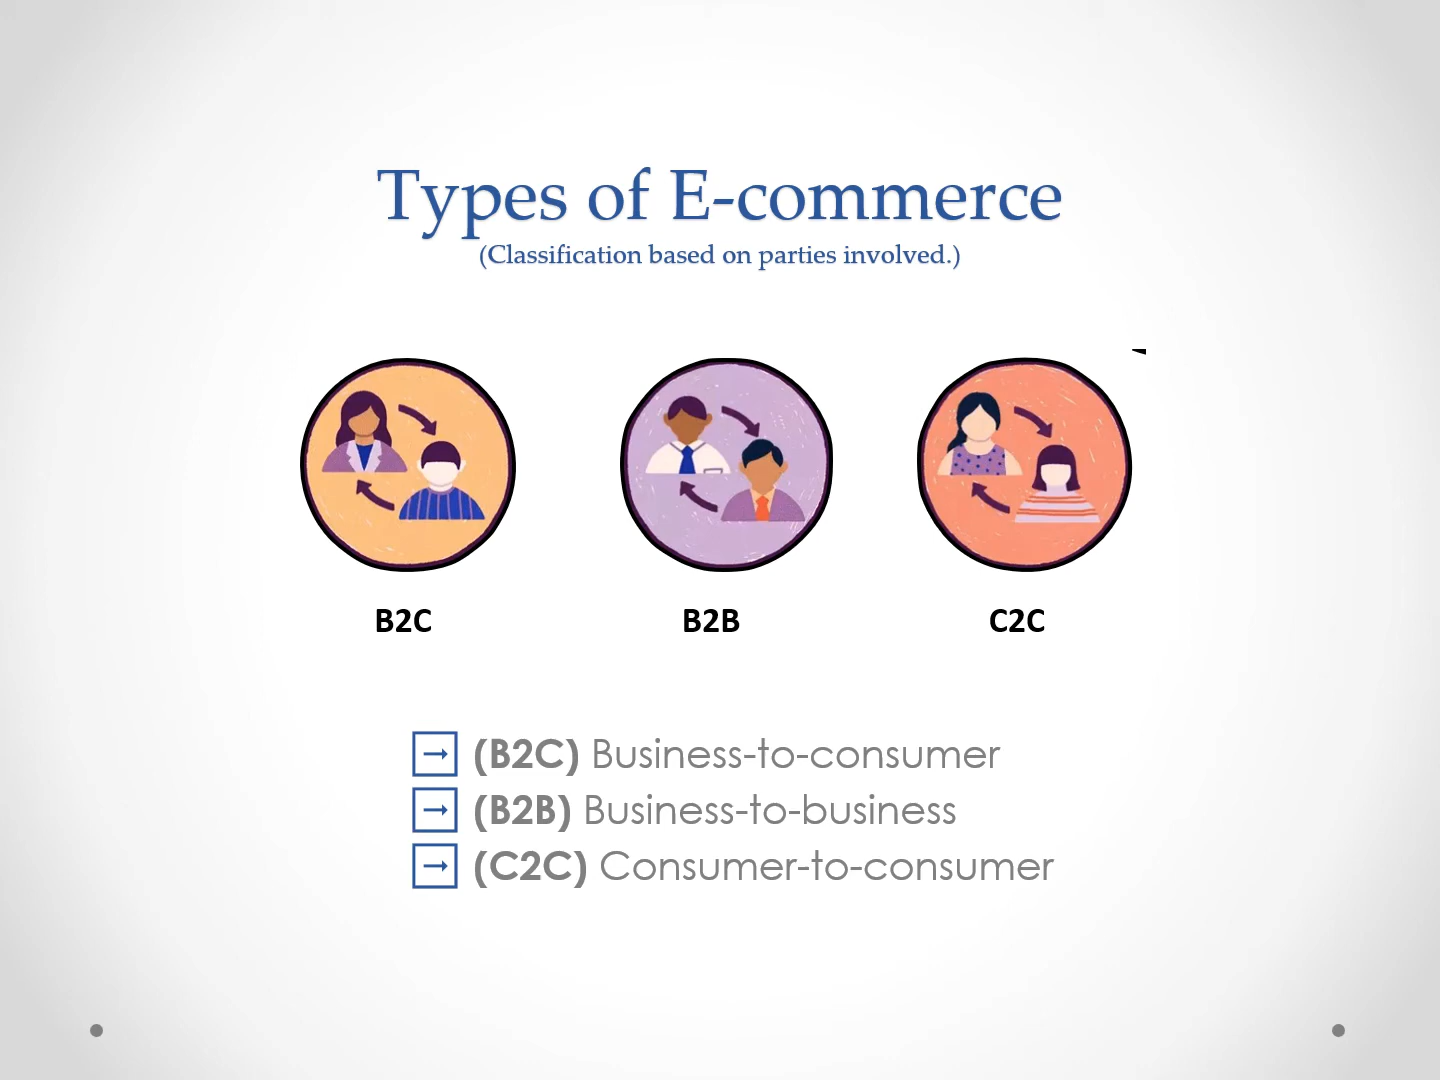 Types of E-commerce
(Classification based on parties involved.)
B2C B2B C2C
(B2C) Business-to-consumer
(B2B) Business-to-business
(C2C) Consumer-to-consumer